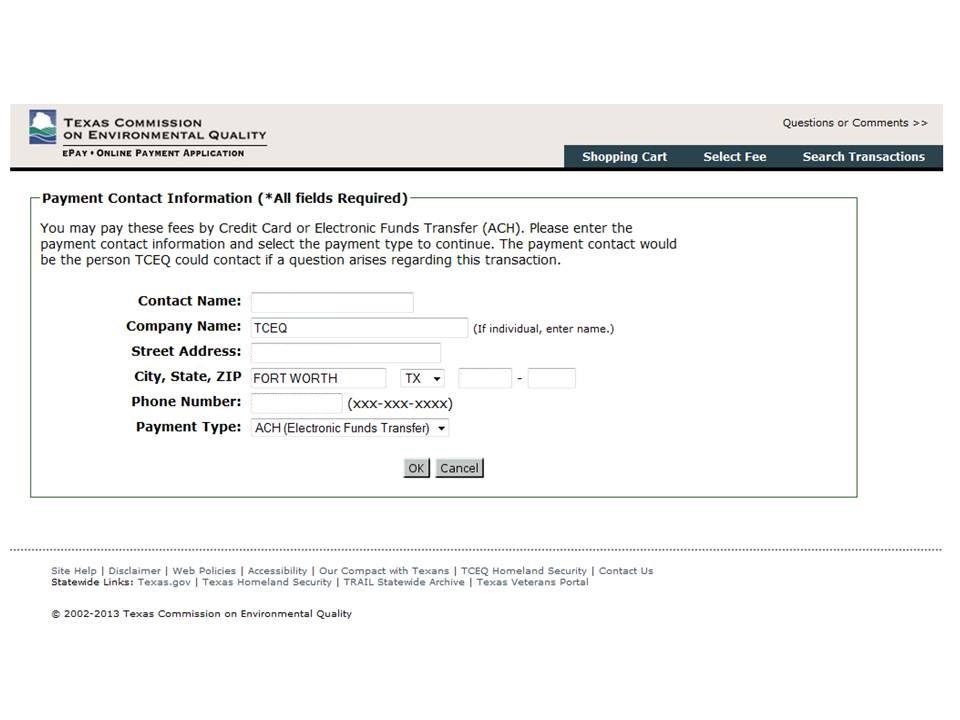 TEXAS COMMISSION
ON ENVIRONMENTAL QUALITY
EPAY • ONLINE PAYMENT APPLICATION
Questions or Comments >>
Shopping Cart Select Fee Search Transactions
Payment Contact Information (*All fields Required)
You may pay these fees by Credit Card or Electronic Funds Transfer (ACH). Please enter the
payment contact information and select the payment type to continue. The payment contact would
be the person TCEQ could contact if a question arises regarding this transaction.
Contact Name:
Company Name: TCEQ (If individual, enter name.)
Street Address:
City, State, ZIP FORT WORTH TX -
Phone Number: (xxx-xxx-xxxx)
Payment Type: ACH (Electronic Funds Transfer)
OK Cancel
Site Help | Disclaimer | Web Policies | Accessibility | Our Compact with Texans | TCEQ Homeland Security | Contact Us
Statewide Links: Texas.gov | Texas Homeland Security | TRAIL Statewide Archive | Texas Veterans Portal
© 2002-2013 Texas Commission on Environmental Quality